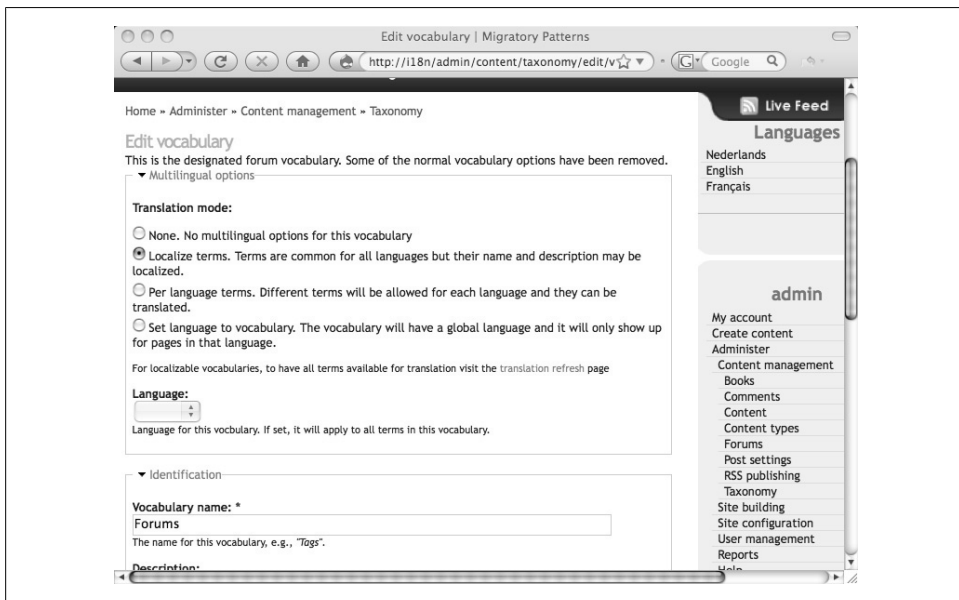 Edit vocabulary | Migratory Patterns
http://i18n/admin/content/taxonomy/edit/v
Google
Home » Administer » Content management » Taxonomy
Edit vocabulary
This is the designated forum vocabulary. Some of the normal vocabulary options have been removed.
Multilingual options
Translation mode:
None. No multilingual options for this vocabulary
Localize terms. Terms are common for all languages but their name and description may be
localized.
Per language terms. Different terms will be allowed for each language and they can be
translated.
Set language to vocabulary. The vocabulary will have a global language and it will only show up
for pages in that language.
For localizable vocabularies, to have all terms available for translation visit the translation refresh page
Language:
Language for this vocbulary. If set, it will apply to all terms in this vocabulary.
Identification
Vocabulary name: *
Forums
The name for this vocabulary, e.g., "Tags".
Description:
Live Feed
Languages
Nederlands
English
Français
admin
My account
Create content
Administer
Content management
Books
Comments
Content
Content types
Forums
Post settings
RSS publishing
Taxonomy
Site building
Site configuration
User management
Reports
Help